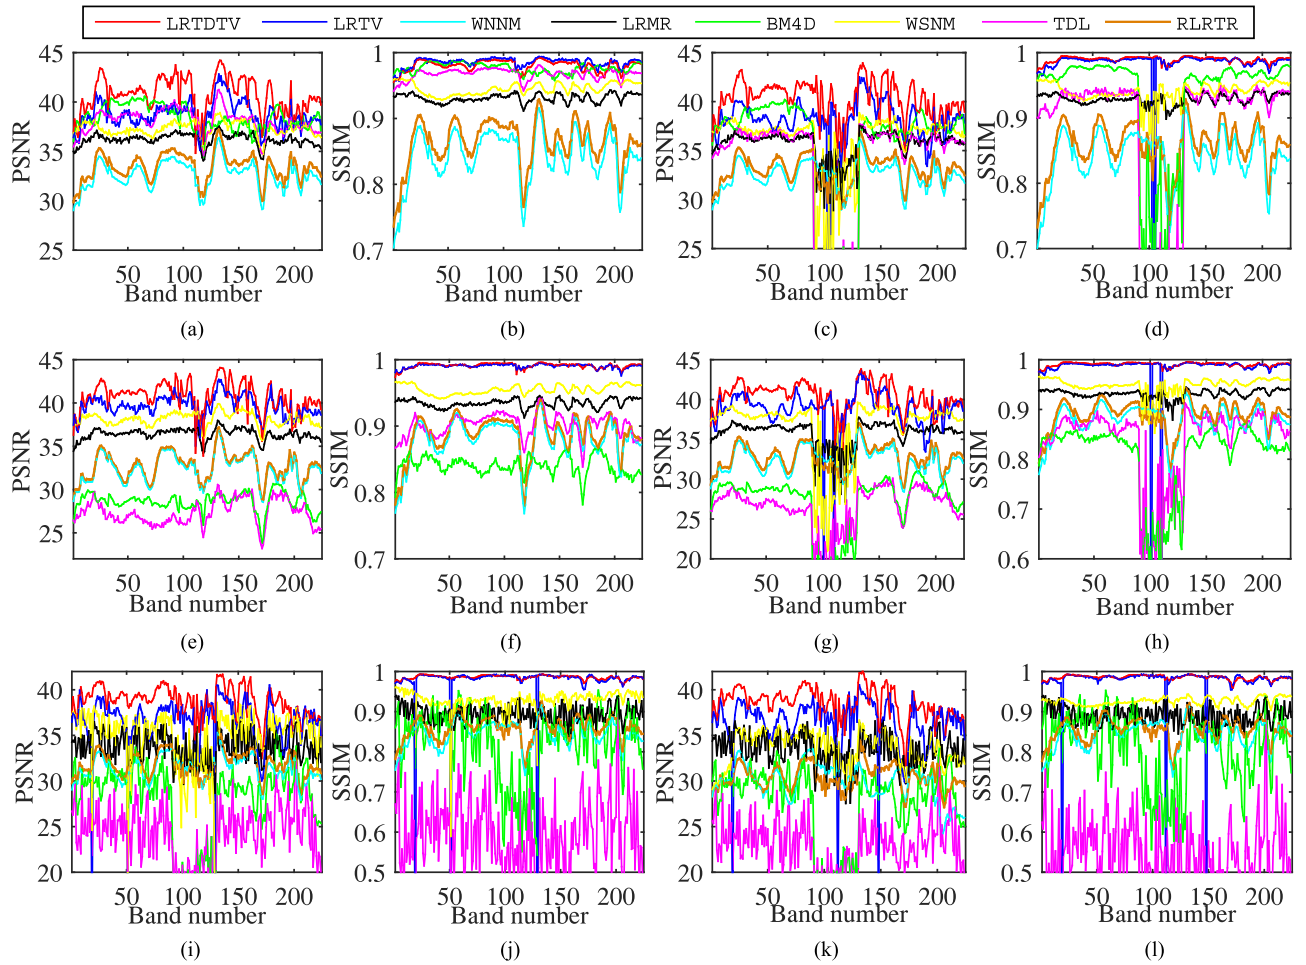 LRTDTV LRTV WNNM LRMR BM4D WSNM TDL RLRTR
PSNR
45
40
35
30
25
50 100 150 200
Band number
(a)
SSIM
1
0.9
0.8
0.7
50 100 150 200
Band number
(b)
PSNR
45
40
35
30
25
50 100 150 200
Band number
(c)
SSIM
1
0.9
0.8
0.7
50 100 150 200
Band number
(d)
PSNR
45
40
35
30
25
50 100 150 200
Band number
(e)
SSIM
1
0.9
0.8
0.7
50 100 150 200
Band number
(f)
PSNR
45
40
35
30
25
20
50 100 150 200
Band number
(g)
SSIM
1
0.9
0.8
0.7
0.6
50 100 150 200
Band number
(h)
PSNR
40
35
30
25
20
50 100 150 200
Band number
(i)
SSIM
1
0.9
0.8
0.7
0.6
0.5
50 100 150 200
Band number
(j)
PSNR
40
35
30
25
20
50 100 150 200
Band number
(k)
SSIM
1
0.9
0.8
0.7
0.6
0.5
50 100 150 200
Band number
(l)